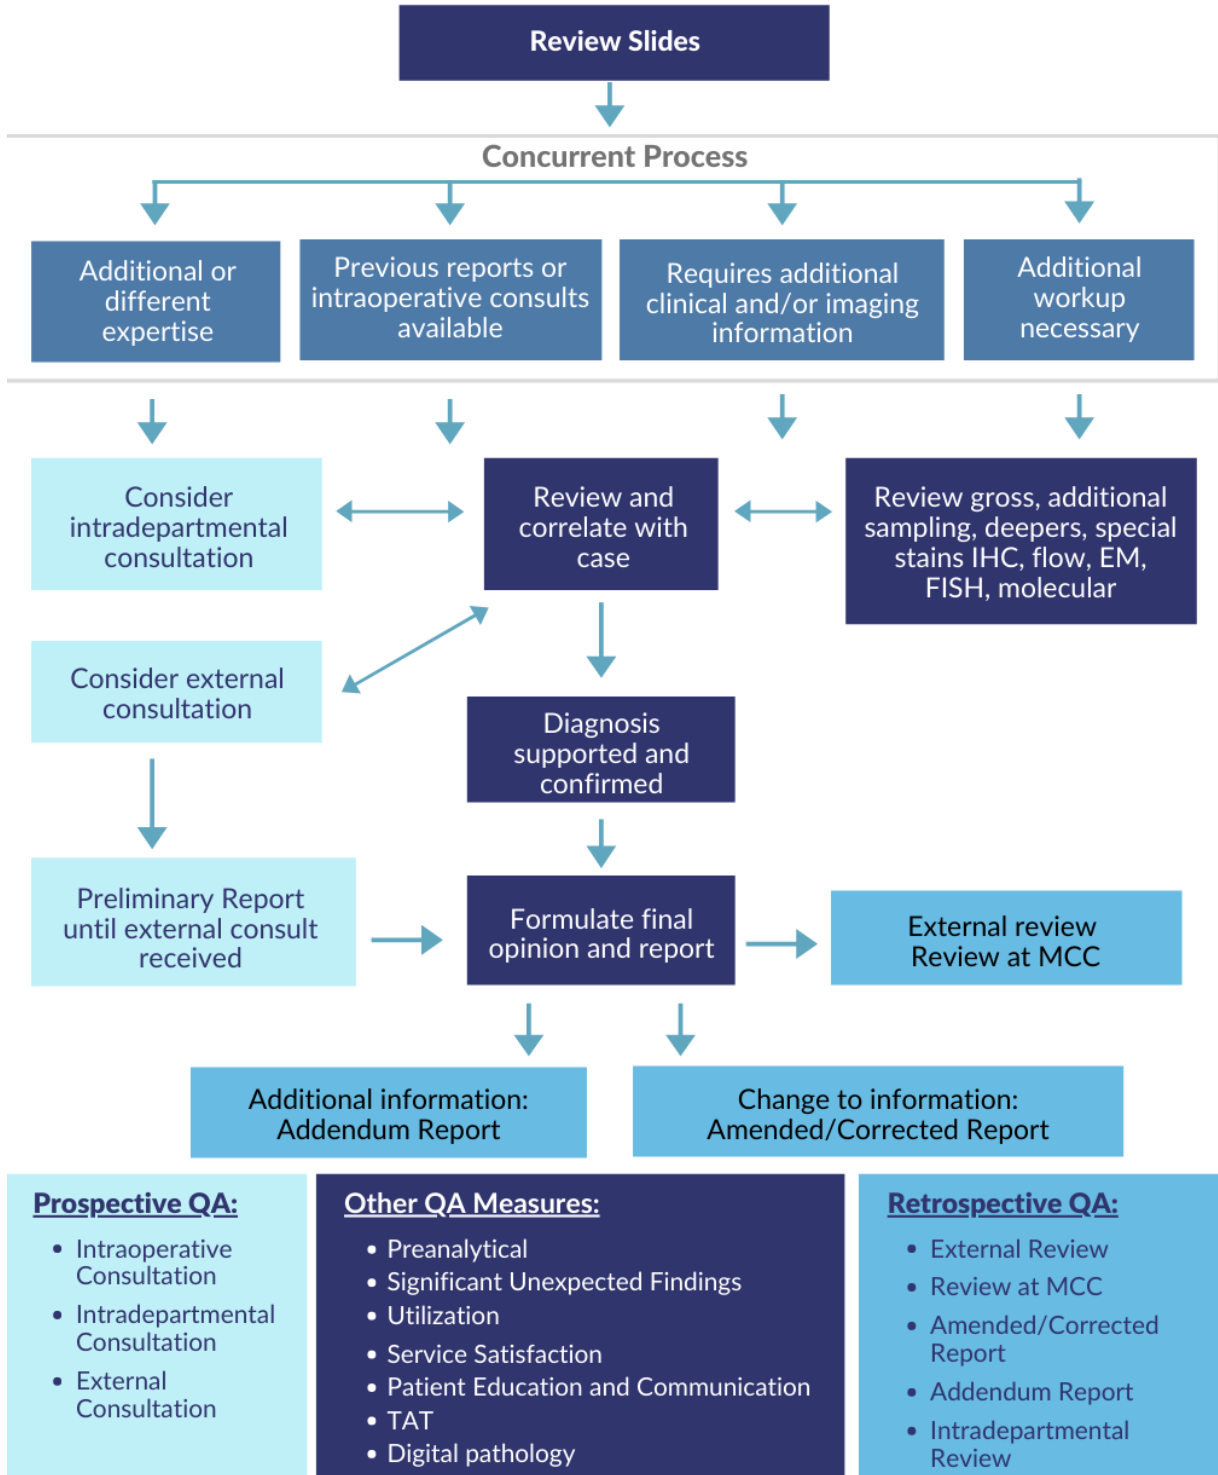 Review Slides
Concurrent Process
Additional or
different
expertise
Previous reports or
intraoperative consults
available
Requires additional
clinical and/or imaging
information
Additional
workup
necessary
Consider
intradepartmental
consultation
Review and
correlate with
case
Review gross, additional
sampling, deepers, special
stains IHC, flow, EM,
FISH, molecular
Consider external
consultation
Diagnosis
supported and
confirmed
Preliminary Report
until external consult
received
Formulate final
opinion and report
External review
Review at MCC
Additional information:
Addendum Report
Change to information:
Amended/Corrected Report
Prospective QA:
• Intraoperative
Consultation
• Intradepartmental
Consultation
• External
Consultation
Other QA Measures:
• Preanalytical
• Significant Unexpected Findings
• Utilization
• Service Satisfaction
• Patient Education and Communication
• TAT
• Digital pathology
Retrospective QA:
• External Review
• Review at MCC
• Amended/Corrected
Report
• Addendum Report
• Intradepartmental
Review